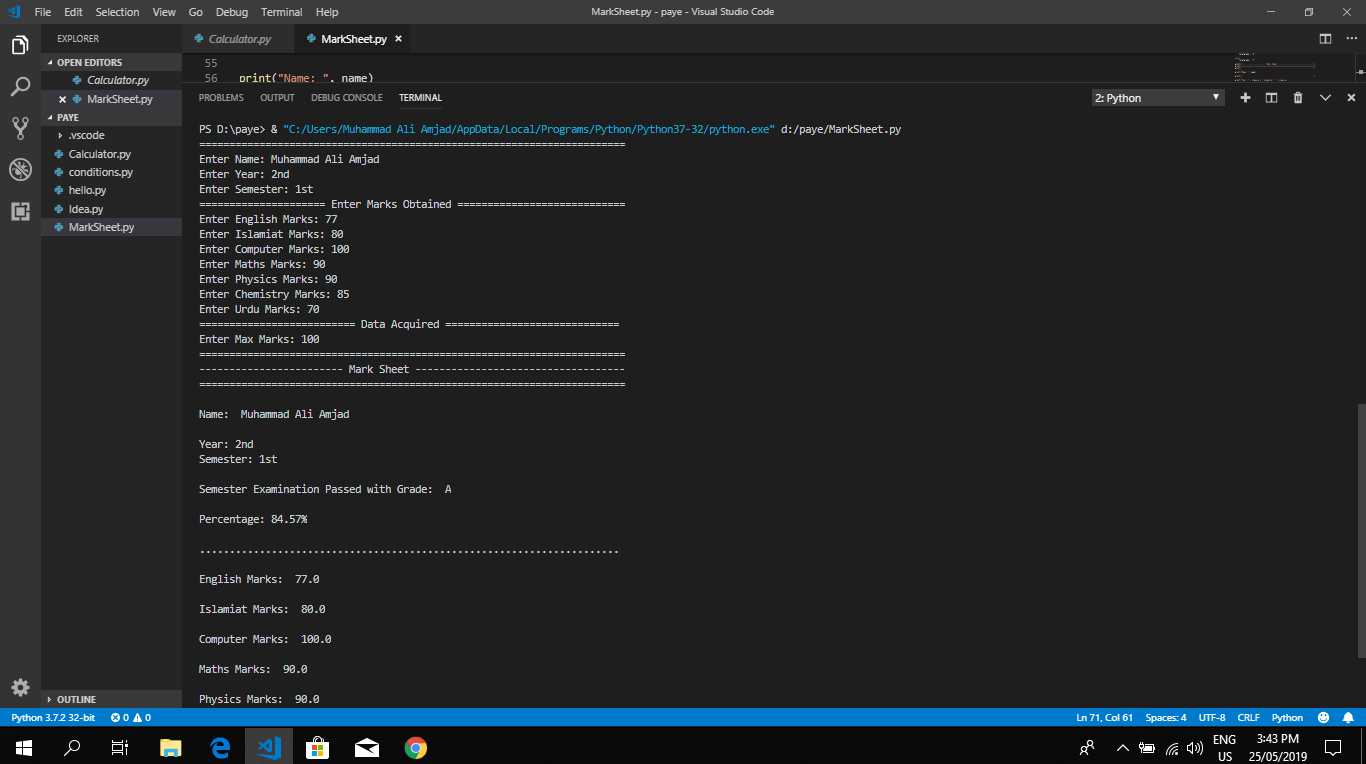 File Edit Selection View Go Debug Terminal Help
MarkSheet.py - paye - Visual Studio Code
EXPLORER
OPEN EDITORS
Calculator.py
MarkSheet.py
PAYE
.vscode
Calculator.py
conditions.py
hello.py
Idea.py
MarkSheet.py
OUTLINE
Calculator.py
MarkSheet.py
55
56 print("Name: ", name)
PROBLEMS OUTPUT DEBUG CONSOLE TERMINAL
2: Python
PS D:\paye> & "C:/Users/Muhammad Ali Amjad/AppData/Local/Programs/Python/Python37-32/python.exe" d:/paye/MarkSheet.py
=======================================================================
Enter Name: Muhammad Ali Amjad
Enter Year: 2nd
Enter Semester: 1st
===================== Enter Marks Obtained ============================
Enter English Marks: 77
Enter Islamiat Marks: 80
Enter Computer Marks: 100
Enter Maths Marks: 90
Enter Physics Marks: 90
Enter Chemistry Marks: 85
Enter Urdu Marks: 70
========================== Data Acquired =============================
Enter Max Marks: 100
=======================================================================
------------------------ Mark Sheet -----------------------------------
=======================================================================
Name:  Muhammad Ali Amjad
Year: 2nd
Semester: 1st
Semester Examination Passed with Grade:  A
Percentage: 84.57%
......................................................................
English Marks:  77.0
Islamiat Marks:  80.0
Computer Marks:  100.0
Maths Marks:  90.0
Physics Marks:  90.0
Python 3.7.2 32-bit 0 0
Ln 71, Col 61 Spaces: 4 UTF-8 CRLF Python
ENG
US
3:43 PM
25/05/2019